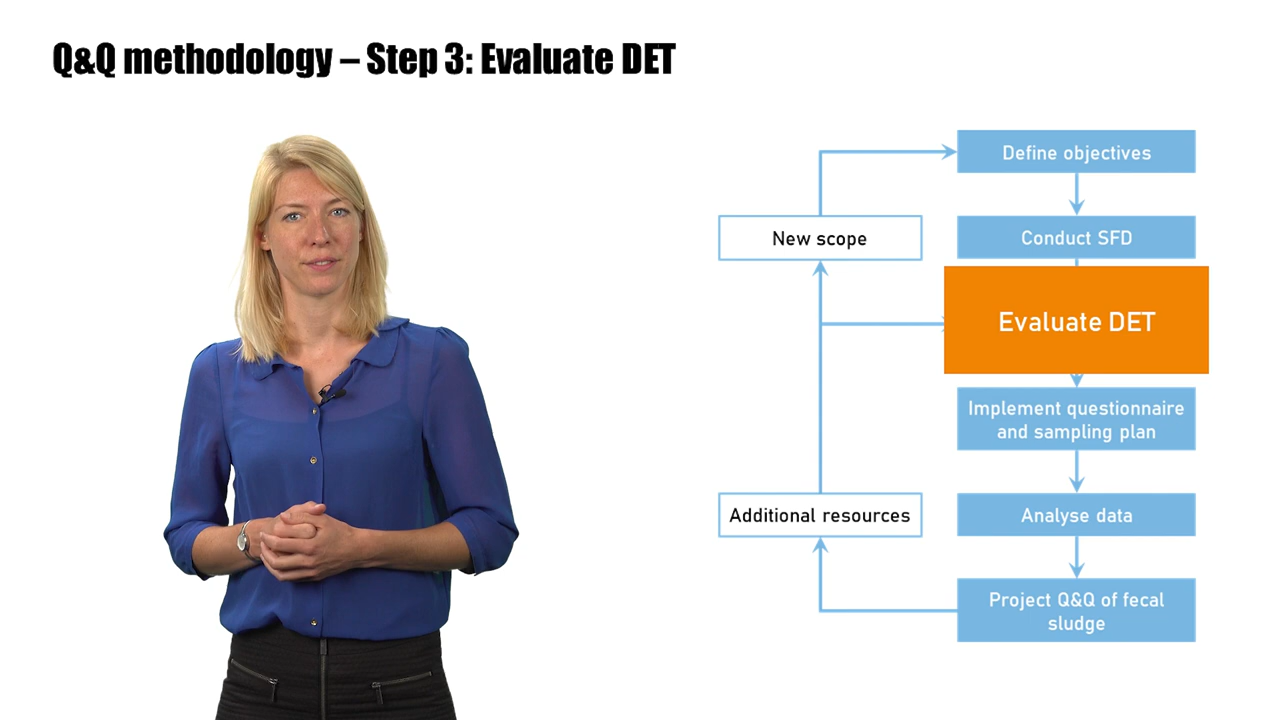 Q&Q methodology – Step 3: Evaluate DET
Define objectives
New scope
Conduct SFD
Evaluate DET
Implement questionnaire
and sampling plan
Additional resources
Analyse data
Project Q&Q of fecal
sludge